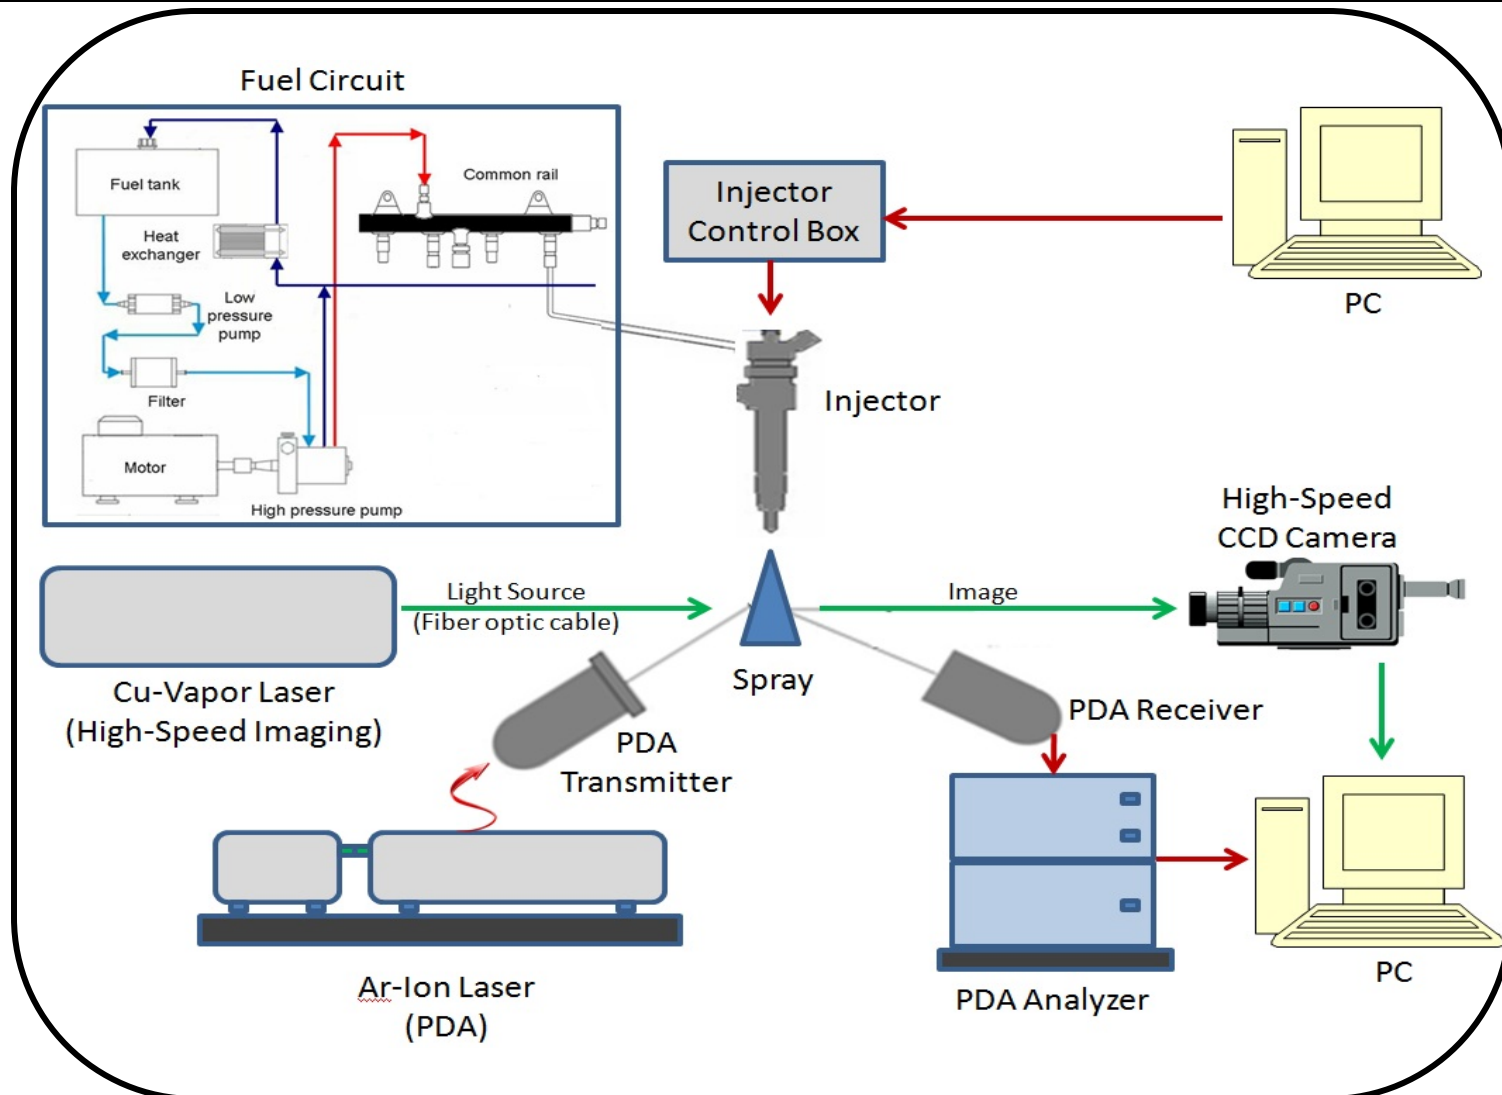 Fuel Circuit
Fuel tank
Common rail
Heat
exchanger
Low
pressure
pump
Filter
Motor
High pressure pump
Injector
Control Box
PC
Injector
High-Speed
CCD Camera
Light Source
(Fiber optic cable)
Image
Spray
Cu-Vapor Laser
(High-Speed Imaging)
PDA
Transmitter
PDA Receiver
Ar-Ion Laser
(PDA)
PDA Analyzer
PC